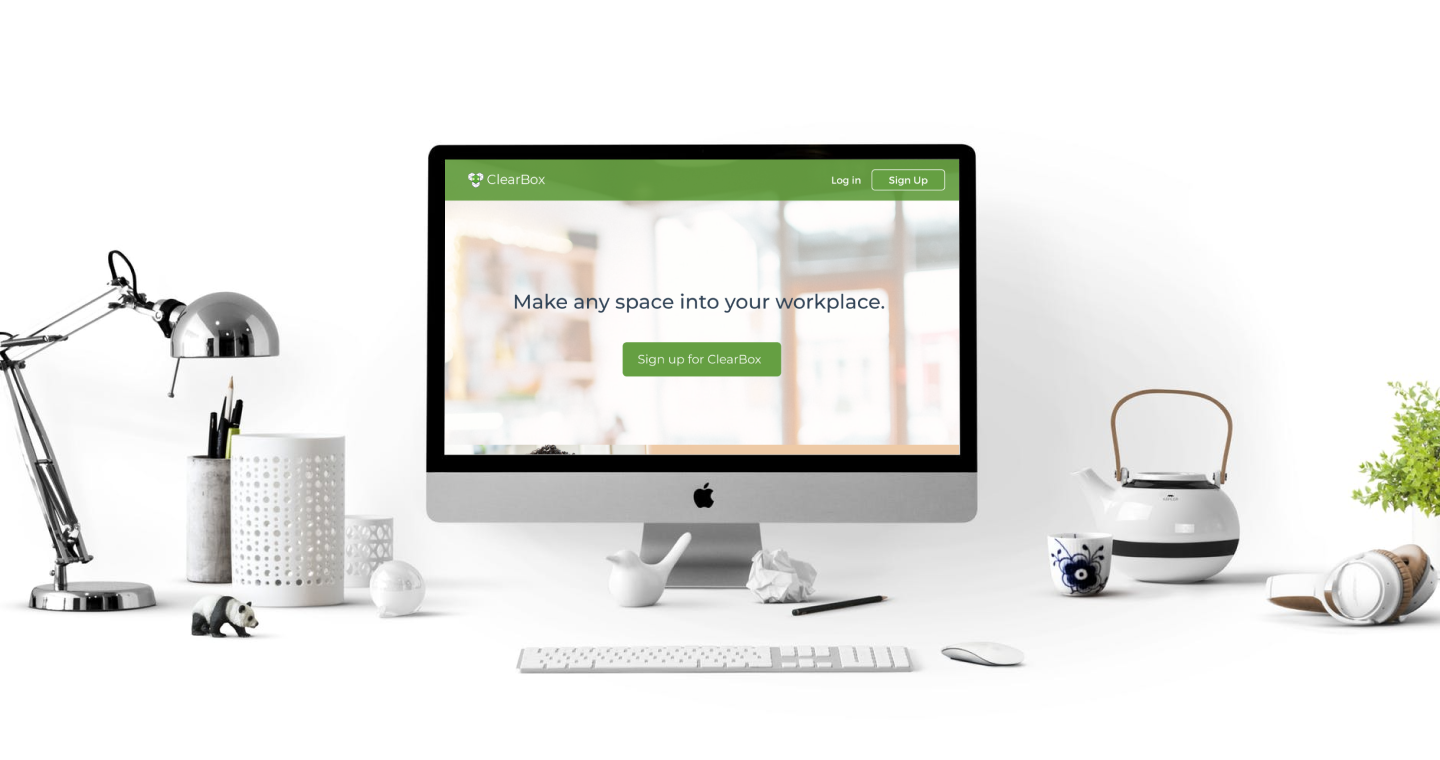 ClearBox
Log in
Sign Up
Make any space into your workplace.
Sign up for ClearBox